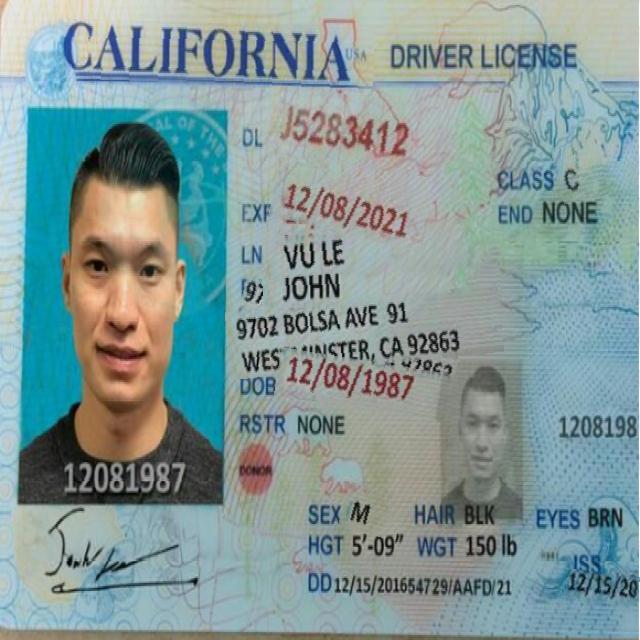 CALIFORNIA USA DRIVER LICENSE
DL J5283412
CLASS C
EXP 12/08/2021
END NONE
LN VU LE
JOHN
9702 BOLSA AVE 91
WESTMINSTER, CA 92863
DOB 12/08/1987
RSTR NONE
1208198
DONOR
12081987
SEX M HAIR BLK EYES BRN
HGT 5'-09" WGT 150 lb
ISS
DD 12/15/201654729/AAFD/21
12/15/20